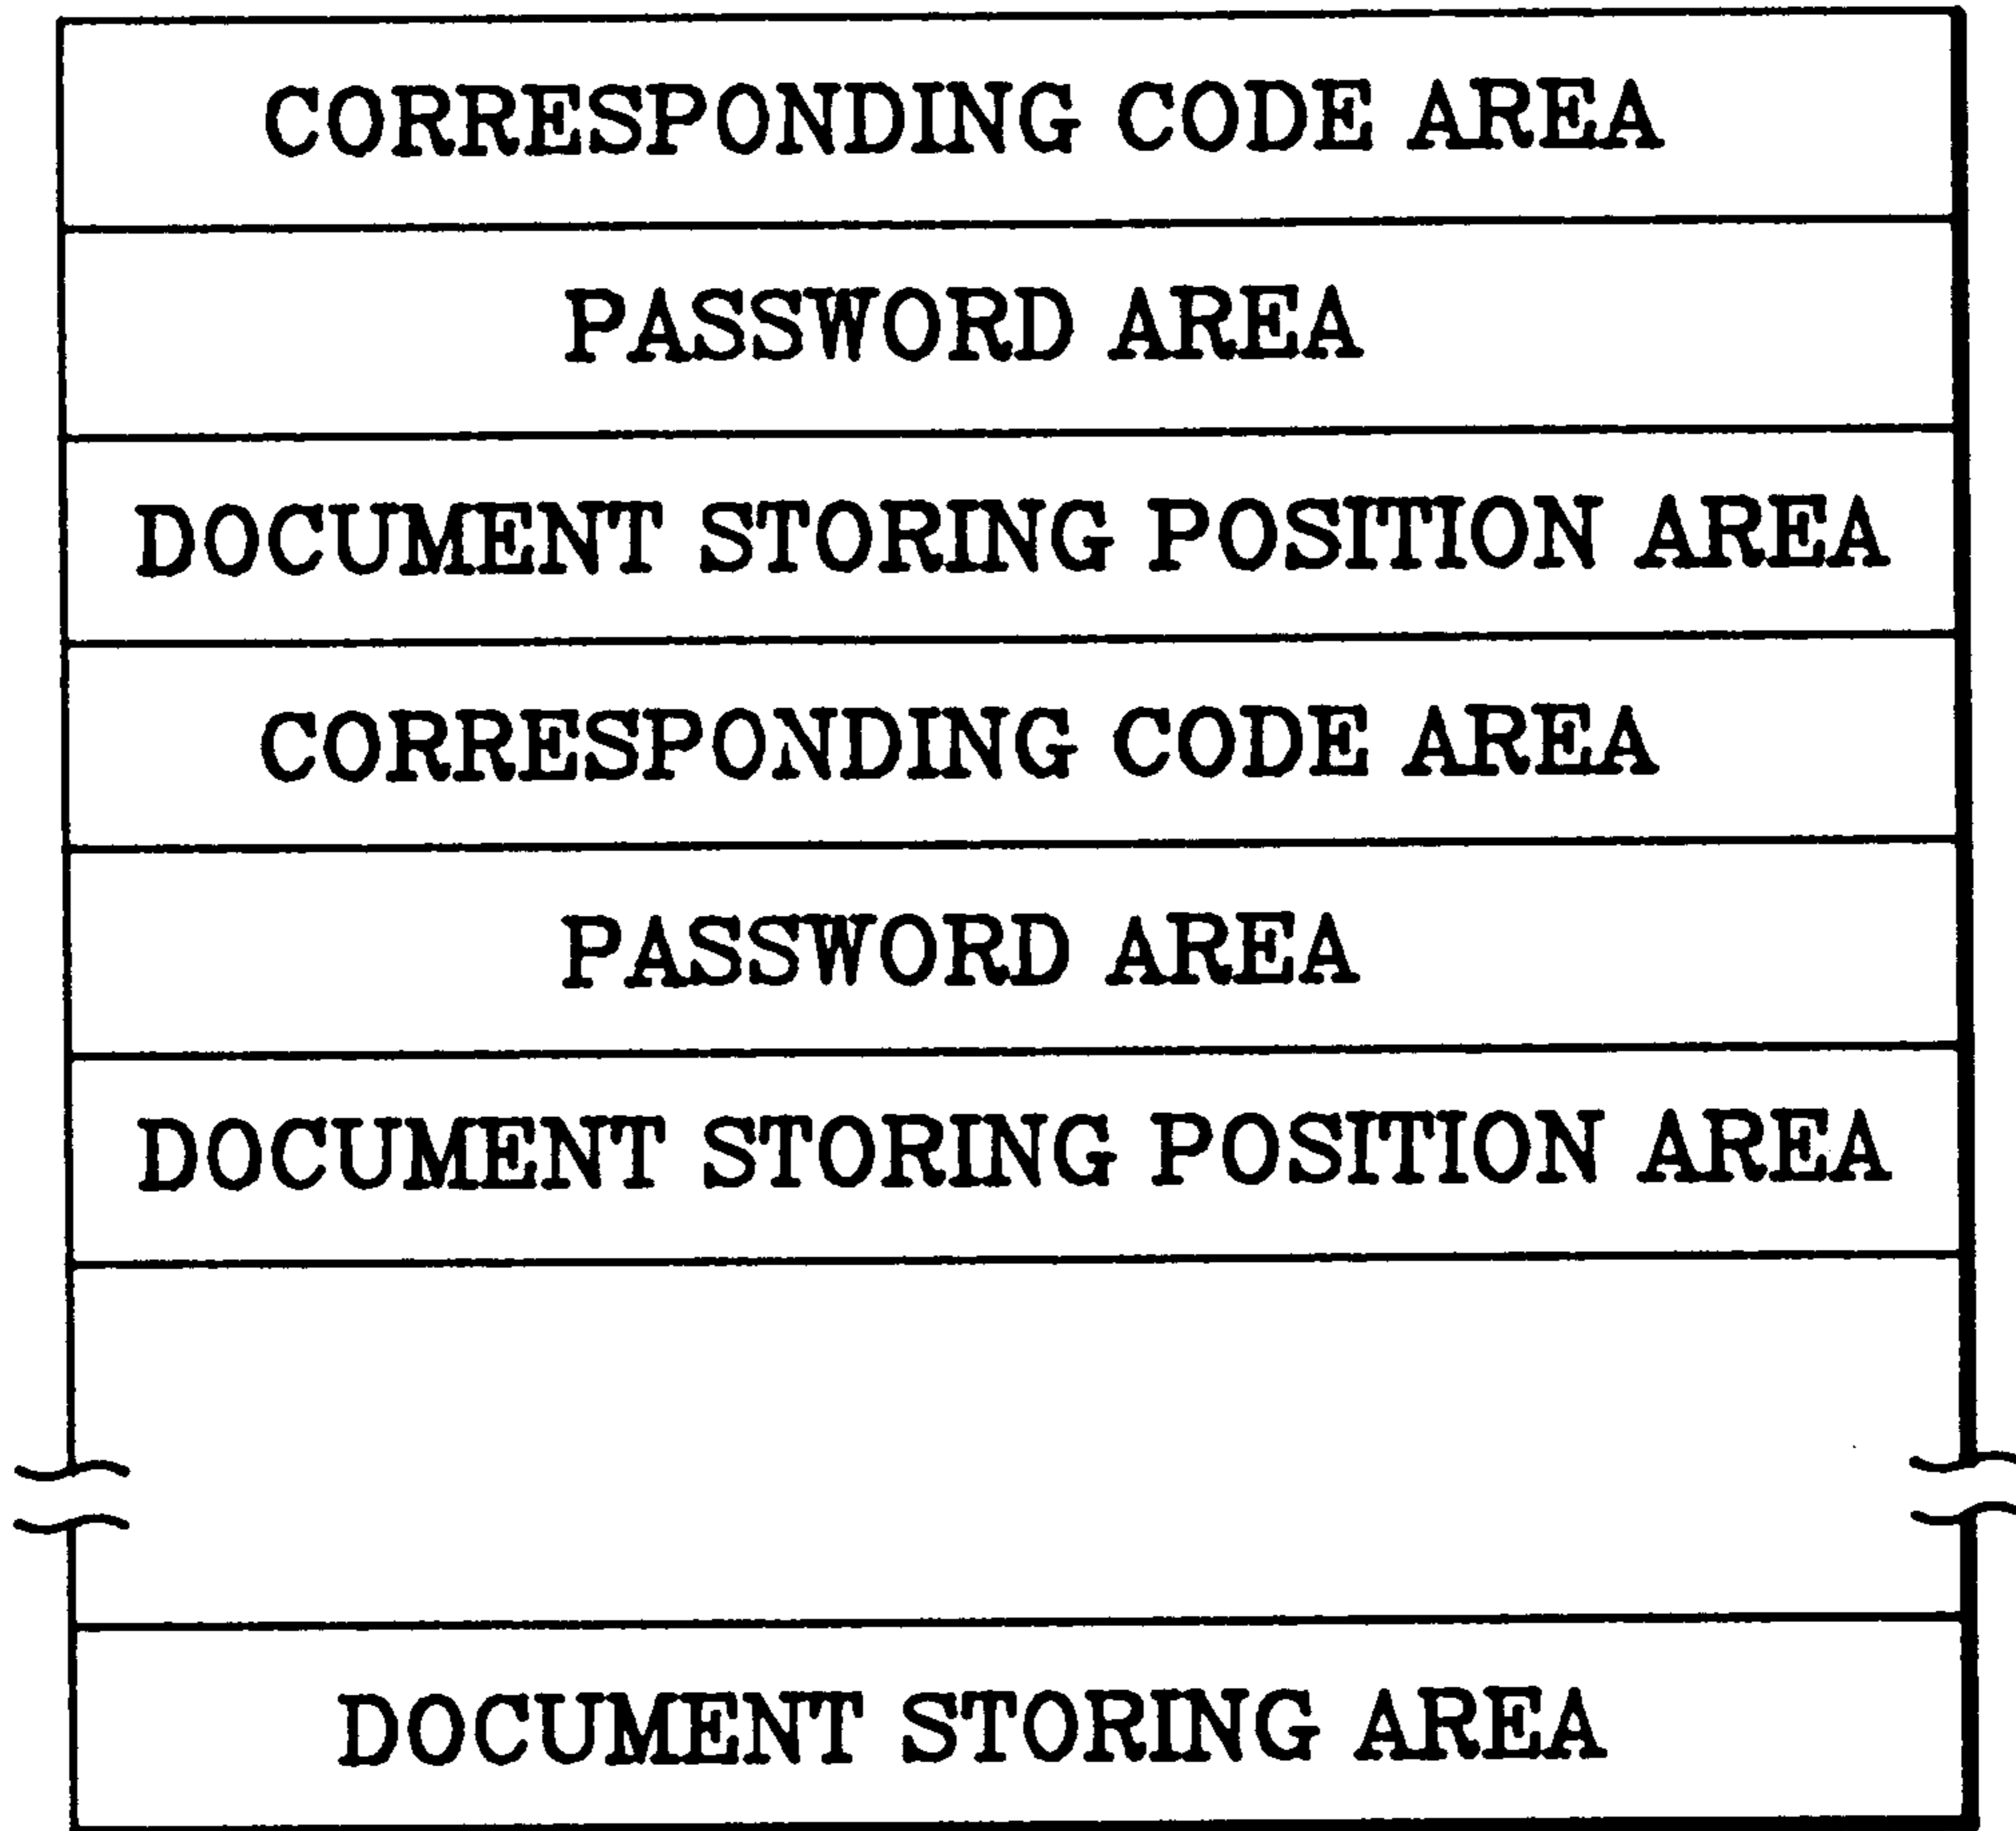 CORRESPONDING CODE AREA
PASSWORD AREA
DOCUMENT STORING POSITION AREA
CORRESPONDING CODE AREA
PASSWORD AREA
DOCUMENT STORING POSITION AREA
DOCUMENT STORING AREA